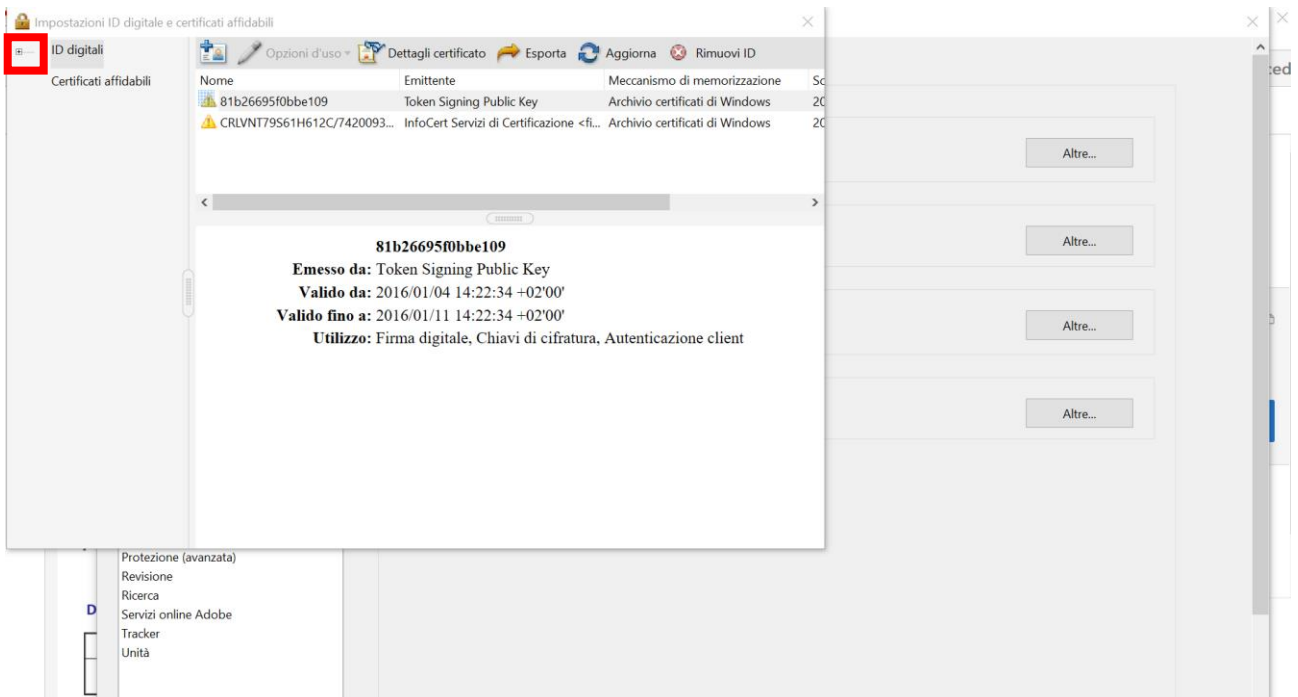 Impostazioni ID digitale e certificati affidabili
ID digitali
Certificati affidabili
Opzioni d'uso Dettagli certificato Esporta Aggiorna Rimuovi ID
Nome Emittente Meccanismo di memorizzazione Sc
81b26695f0bbe109 Token Signing Public Key Archivio certificati di Windows 20
CRLVNT79S61H612C/7420093... InfoCert Servizi di Certificazione <fi... Archivio certificati di Windows 20
81b26695f0bbe109
Emesso da: Token Signing Public Key
Valido da: 2016/01/04 14:22:34 +02'00'
Valido fino a: 2016/01/11 14:22:34 +02'00'
Utilizzo: Firma digitale, Chiavi di cifratura, Autenticazione client
Altre...
Altre...
Altre...
Altre...
ced
Protezione (avanzata)
Revisione
Ricerca
Servizi online Adobe
Tracker
Unità
D